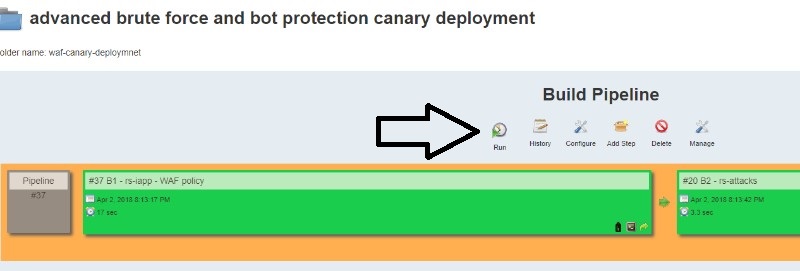 advanced brute force and bot protection canary deployment
older name: waf-canary-deploymnet
Build Pipeline
Run
History
Configure
Add Step
Delete
Manage
Pipeline
#37
#37 B1 - rs-iapp - WAF policy
Apr 2, 2018 8:13:17 PM
17 sec
#20 B2 - rs-attacks
Apr 2, 2018 8:13:42 PM
3.3 sec